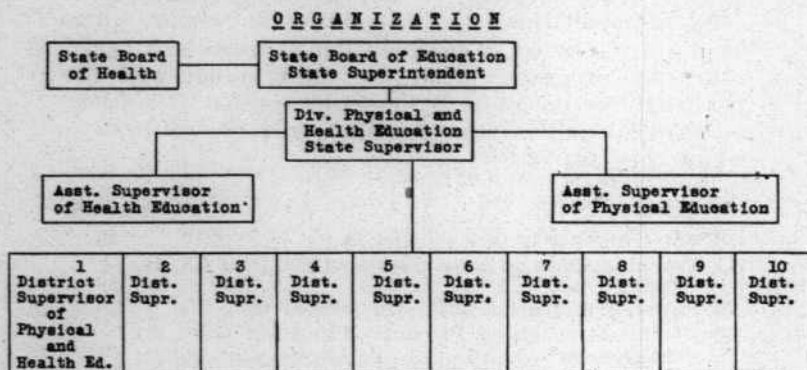 ORGANIZATION
State Board
of Health
State Board of Education
State Superintendent
Div. Physical and
Health Education
State Supervisor
Asst. Supervisor
of Health Education
Asst. Supervisor
of Physical Education
1
District
Supervisor
of
Physical
and
Health Ed.
2
Dist.
Supr.
3
Dist.
Supr.
4
Dist.
Supr.
5
Dist.
Supr.
6
Dist.
Supr.
7
Dist.
Supr.
8
Dist.
Supr.
9
Dist.
Supr.
10
Dist.
Supr.